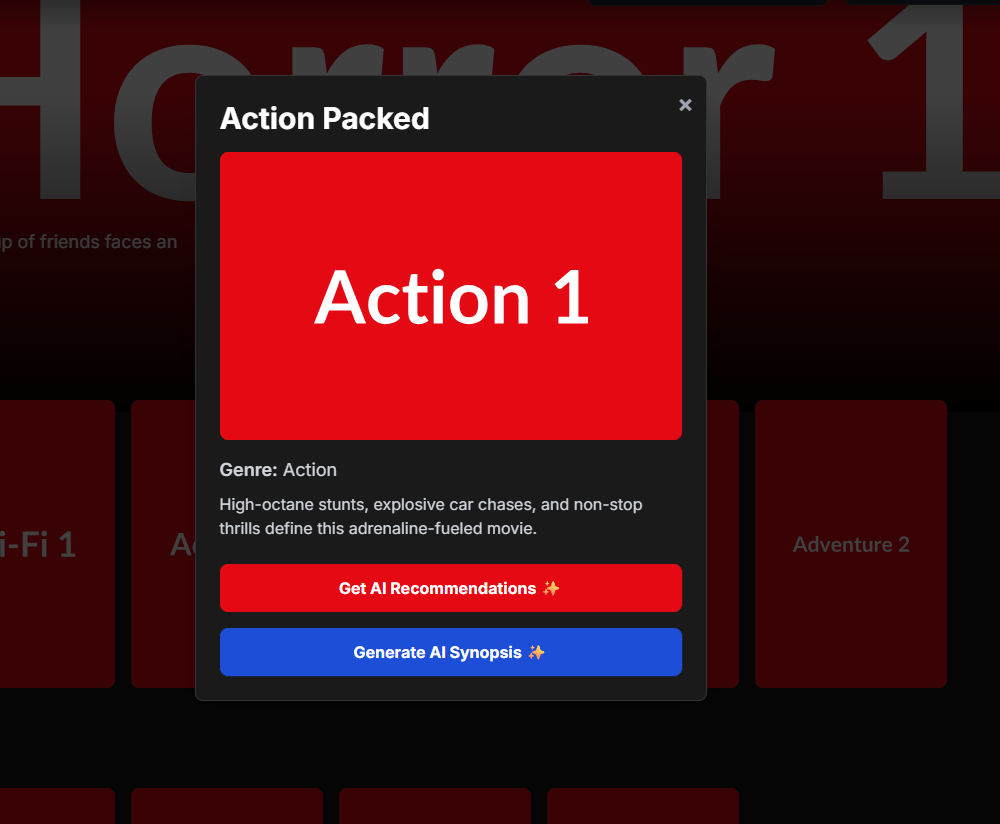 Horror 1
Action Packed
×
Action 1
up of friends faces an
Genre: Action
High-octane stunts, explosive car chases, and non-stop
thrills define this adrenaline-fueled movie.
i-Fi 1
Adventure 2
Get AI Recommendations ✨
Generate AI Synopsis ✨